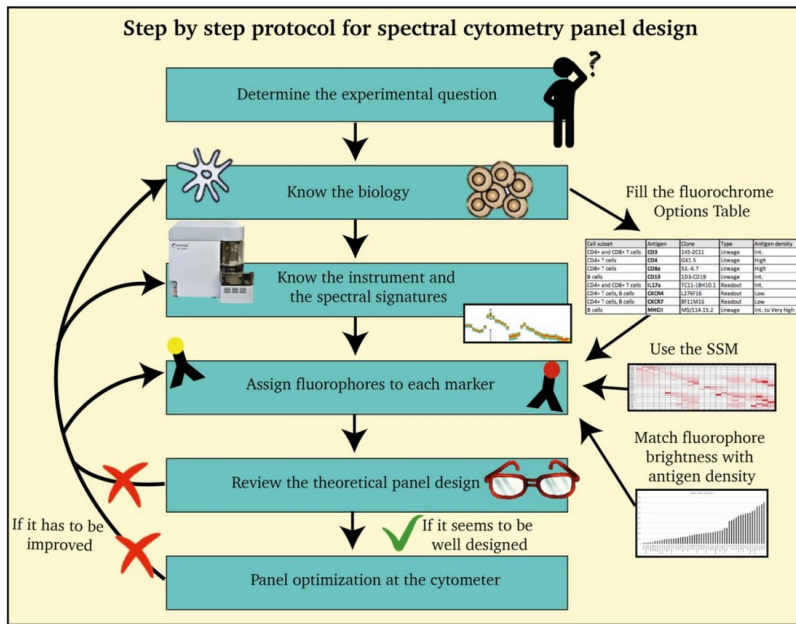 Step by step protocol for spectral cytometry panel design
Determine the experimental question
?
Know the biology
Fill the fluorochrome
Options Table
Cell subset Antigen Clone Type Antigen density
CD4+ and CD8+ T cells CD3 145-2C11 Lineage Int.
CD4+ T cells CD4 GK1.5 Lineage High
CD8+ T cells CD8a 53.-6.7 Lineage High
B cells CD19 1D3-CD19 Lineage Int.
CD4+ and CD8+ T cells IL17a TC11-18H10.1 Readout Int.
CD4+ T cells, B cells CXCR4 L276F16 Readout Low
CD4+ T cells, B cells CXCR7 BF11M16 Readout Low
B cells MHCII M5/114.15.2 Lineage Int. to Very high
Know the instrument and
the spectral signatures
Use the SSM
Assign fluorophores to each marker
Match fluorophore
brightness with
antigen density
Review the theoretical panel design
If it has to be
improved
If it seems to be
well designed
Panel optimization at the cytometer